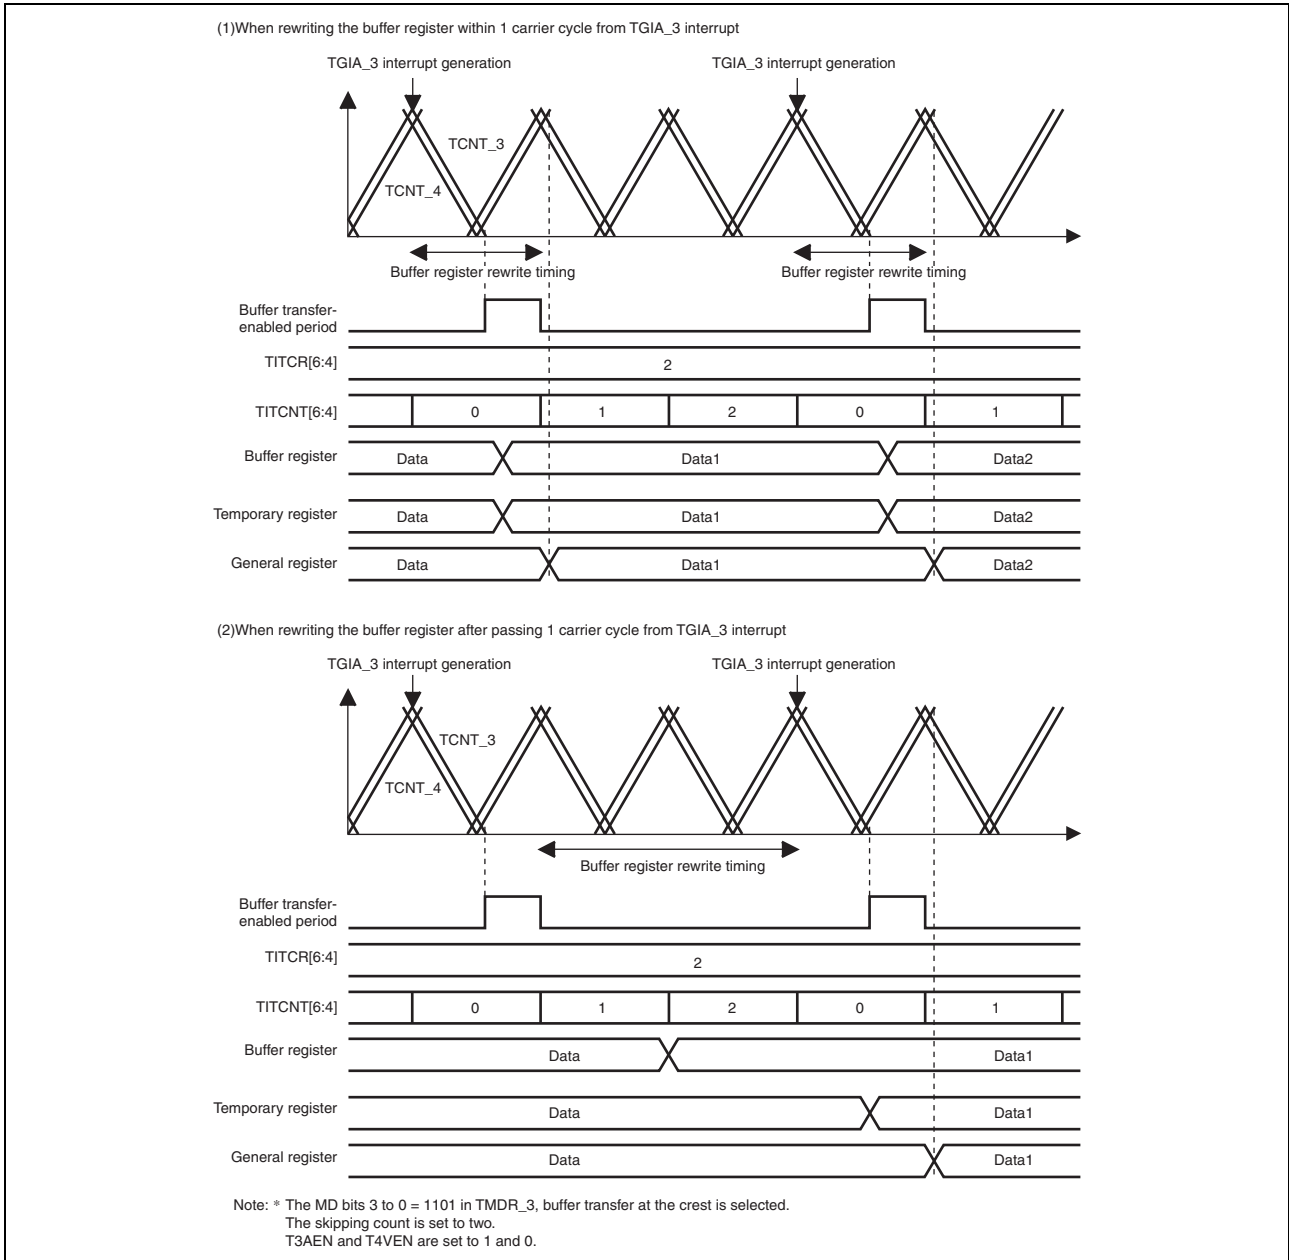 (1)When rewriting the buffer register within 1 carrier cycle from TGIA_3 interrupt
TGIA_3 interrupt generation
TGIA_3 interrupt generation
TCNT_3
TCNT_4
Buffer register rewrite timing
Buffer register rewrite timing
Buffer transfer-
enabled period
TITCR[6:4]
2
TITCNT[6:4]
0
1
2
0
1
Buffer register
Data
Data1
Data2
Temporary register
Data
Data1
Data2
General register
Data
Data1
Data2
(2)When rewriting the buffer register after passing 1 carrier cycle from TGIA_3 interrupt
TGIA_3 interrupt generation
TGIA_3 interrupt generation
TCNT_3
TCNT_4
Buffer register rewrite timing
Buffer transfer-
enabled period
TITCR[6:4]
2
TITCNT[6:4]
0
1
2
0
1
Buffer register
Data
Data1
Temporary register
Data
Data1
General register
Data
Data1
Note: * The MD bits 3 to 0 = 1101 in TMDR_3, buffer transfer at the crest is selected.
The skipping count is set to two.
T3AEN and T4VEN are set to 1 and 0.